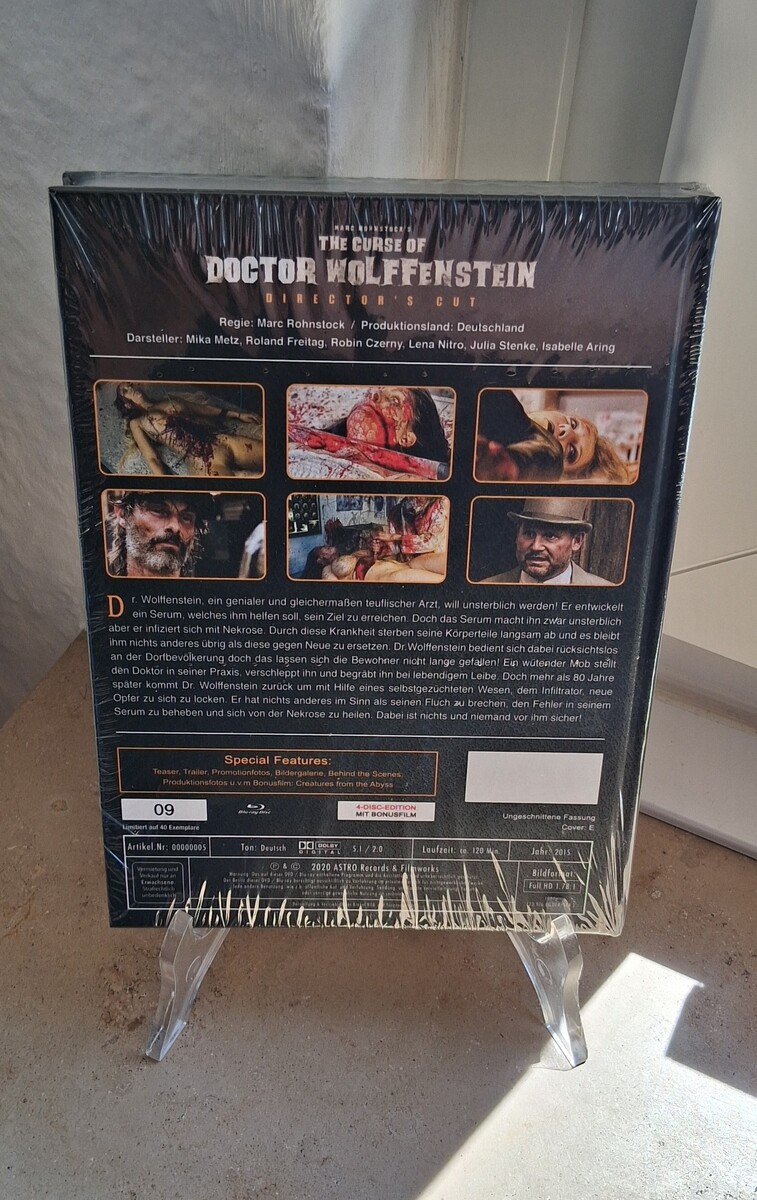 MARC ROHNSTOCK'S
THE CURSE OF
DOCTOR WOLFFENSTEIN
DIRECTOR'S CUT
Regie: Marc Rohnstock / Produktionsland: Deutschland
Darsteller: Mika Metz, Roland Freitag, Robin Czerny, Lena Nitro, Julia Stenke, Isabelle Aring
Dr. Wolffenstein, ein genialer und gleichermaßen teuflischer Arzt, will unsterblich werden! Er entwickelt
ein Serum, welches ihm helfen soll, sein Ziel zu erreichen. Doch das Serum macht ihn zwar unsterblich
aber er infiziert sich mit Nekrose. Durch diese Krankheit sterben seine Körperteile langsam ab und es bleibt
ihm nichts anderes übrig als diese gegen Neue zu ersetzen. Dr. Wolffenstein bedient sich dabei rücksichtslos
an der Dorfbevölkerung doch das lassen sich die Bewohner nicht lange gefallen! Ein wütender Mob stellt
den Doktor in seiner Praxis, verschleppt ihn und begräbt ihn bei lebendigem Leibe. Doch mehr als 80 Jahre
später kommt Dr. Wolffenstein zurück um mit Hilfe eines selbstgezüchteten Wesen, dem Infiltrator, neue
Opfer zu sich zu locken. Er hat nichts anderes im Sinn als seinen Fluch zu brechen, den Fehler in seinem
Serum zu beheben und sich von der Nekrose zu heilen. Dabei ist nichts und niemand vor ihm sicher!
Special Features:
Teaser, Trailer, Promotionfotos, Bildergalerie, Behind the Scenes,
Produktionsfotos u.v.m Bonusfilm: Creatures from the Abyss
09
Limitiert auf 40 Exemplare
Blu-ray Disc
4-DISC-EDITION
MIT BONUSFILM
Ungeschnittene Fassung
Cover: E
Artikel.Nr: 00000005
Ton: Deutsch
DOLBY
DIGITAL
5.1 / 2.0
Laufzeit: ca. 120 Min.
Jahr: 2015
Vermietung und
Verkauf nur an
Erwachsene.
Strafrechtlich
unbedenklich
Ⓟ & © 2020 ASTRO Records & Filmworks
Bildformat:
Full HD 1.78:1